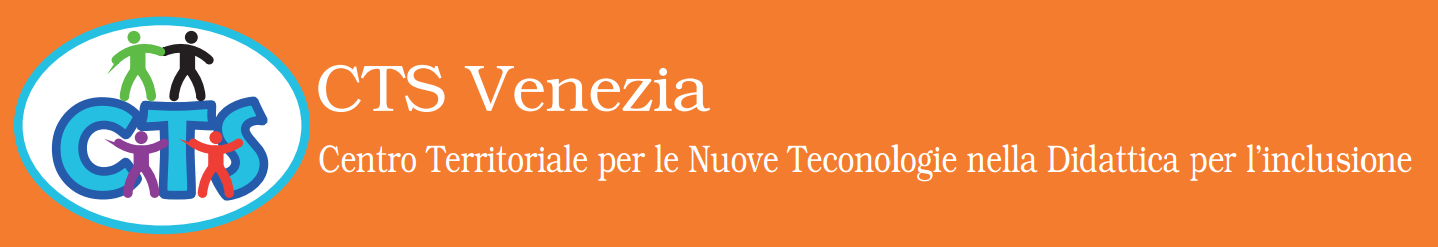 CTS
CTS Venezia
Centro Territoriale per le Nuove Teconologie nella Didattica per l’inclusione